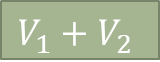 V₁ + V₂